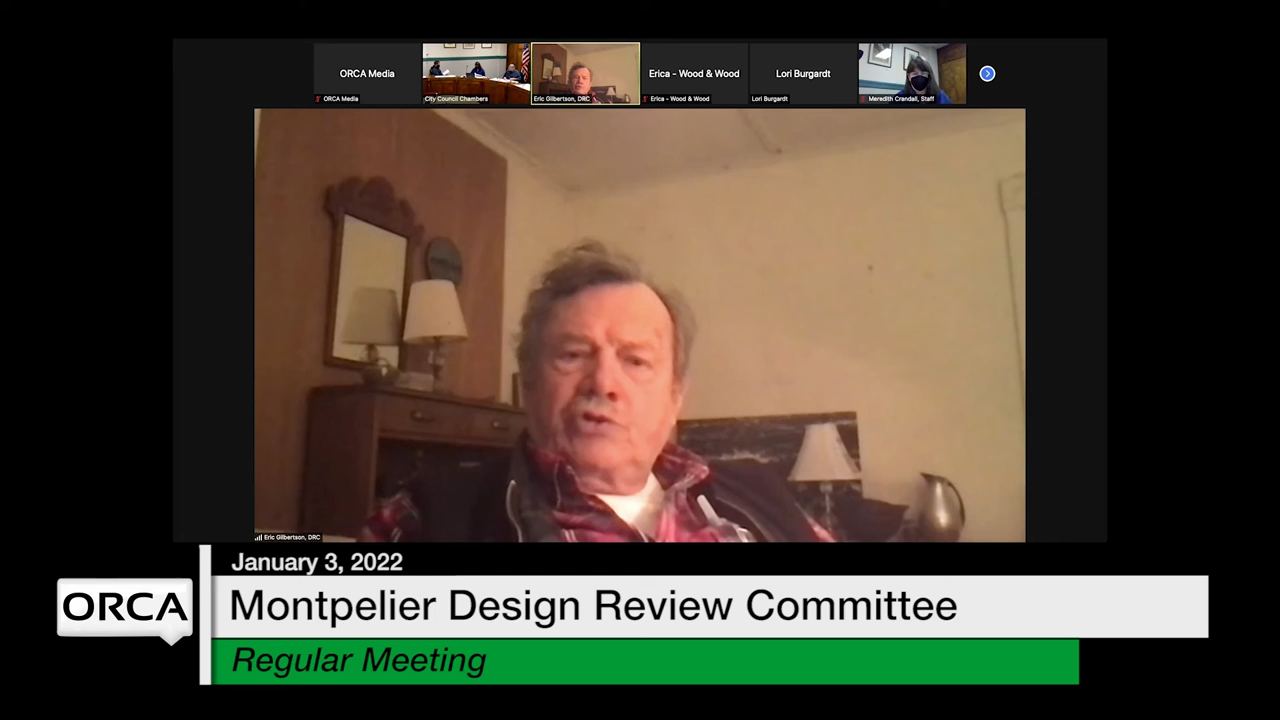 ORCA Media
Erica - Wood & Wood
Lori Burgardt
ORCA Media
City Council Chambers
Eric Gilbertson, DRC
Erica - Wood & Wood
Lori Burgardt
Meredith Crandall, Staff
Eric Gilbertson, DRC
January 3, 2022
ORCA
Montpelier Design Review Committee
Regular Meeting